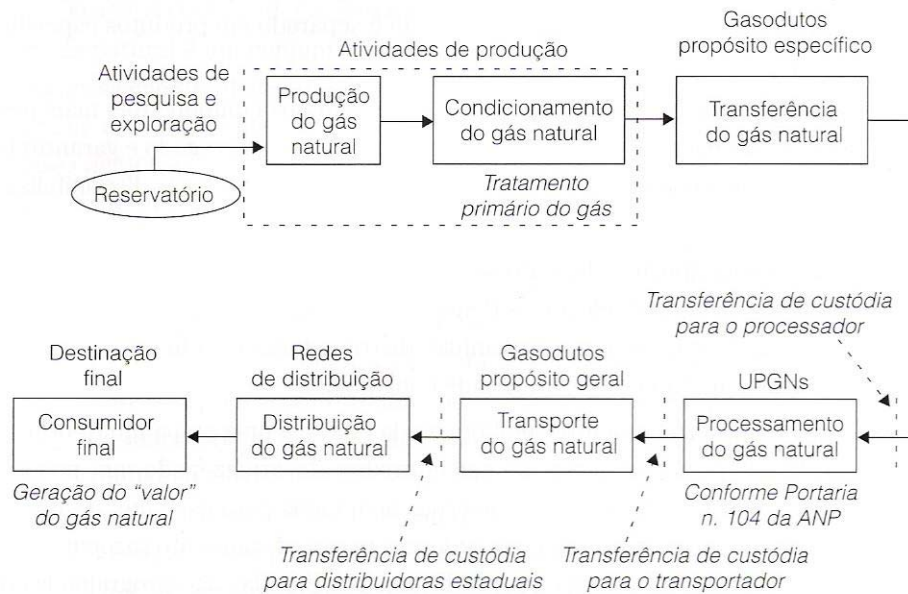 Atividades de
pesquisa e
exploração
Reservatório
Atividades de produção
Produção
do gás
natural
Condicionamento
do gás natural
Tratamento
primário do gás
Gasodutos
propósito específico
Transferência
do gás natural
Transferência de custódia
para o processador
UPGNs
Processamento
do gás natural
Conforme Portaria
n. 104 da ANP
Transferência de custódia
para o transportador
Gasodutos
propósito geral
Transporte
do gás natural
Transferência de custódia
para distribuidoras estaduais
Redes
de distribuição
Distribuição
do gás natural
Destinação
final
Consumidor
final
Geração do “valor”
do gás natural